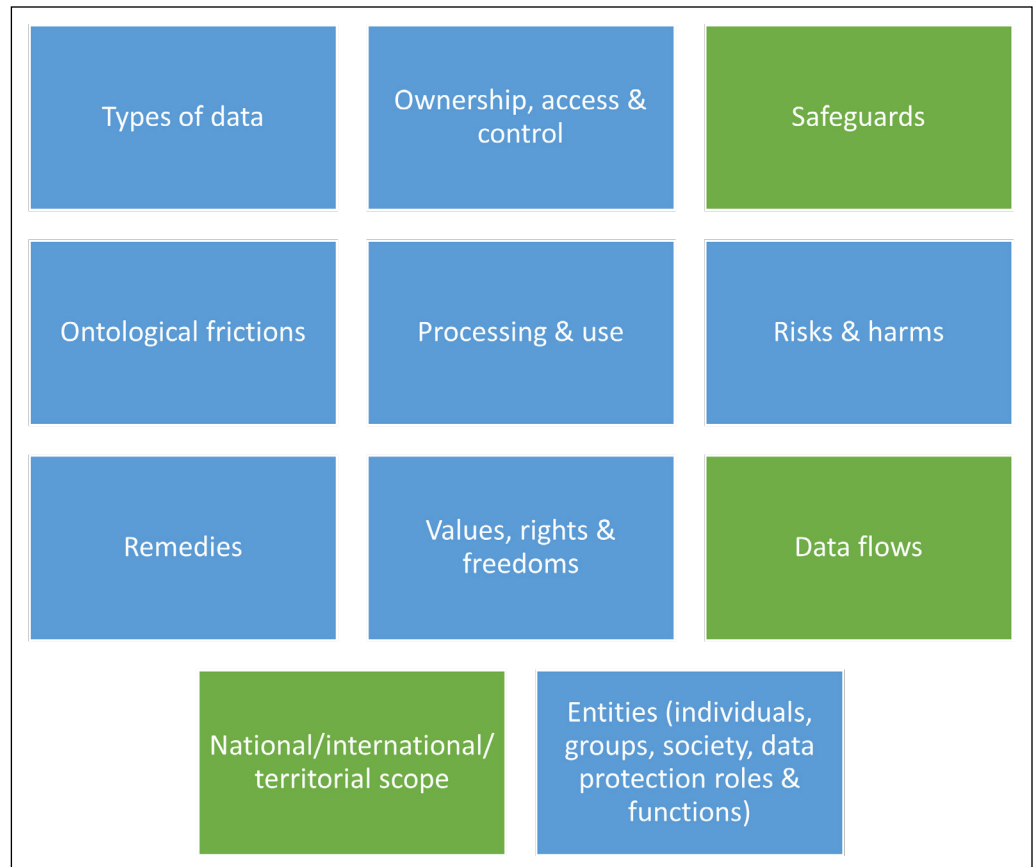 Types of data
Ownership, access &
control
Safeguards
Ontological frictions
Processing & use
Risks & harms
Remedies
Values, rights &
freedoms
Data flows
National/international/
territorial scope
Entities (individuals,
groups, society, data
protection roles &
functions)